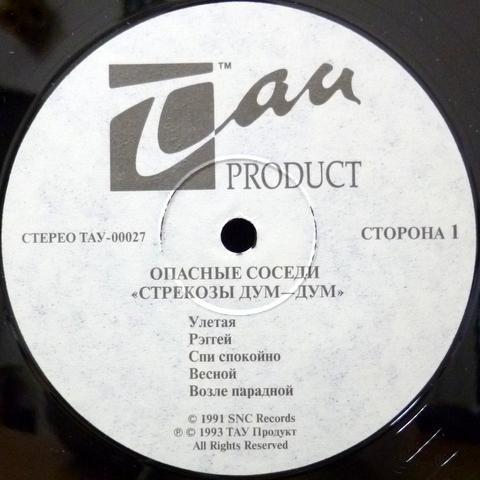 Тау™
PRODUCT
СТЕРЕО ТАУ-00027
СТОРОНА 1
ОПАСНЫЕ СОСЕДИ
«СТРЕКОЗЫ ДУМ—ДУМ»
Улетая
Рэггей
Спи спокойно
Весной
Возле парадной
© 1991 SNC Records
℗ © 1993 ТАУ Продукт
All Rights Reserved